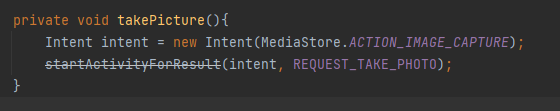 private void takePicture(){
Intent intent = new Intent(MediaStore.ACTION_IMAGE_CAPTURE);
startActivityForResult(intent, REQUEST_TAKE_PHOTO);
}